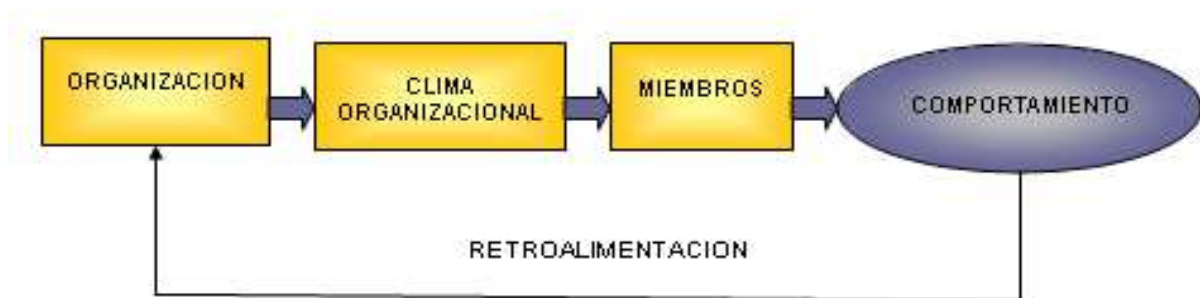 ORGANIZACION
CLIMA
ORGANIZACIONAL
MIEMBROS
COMPORTAMIENTO
RETROALIMENTACION